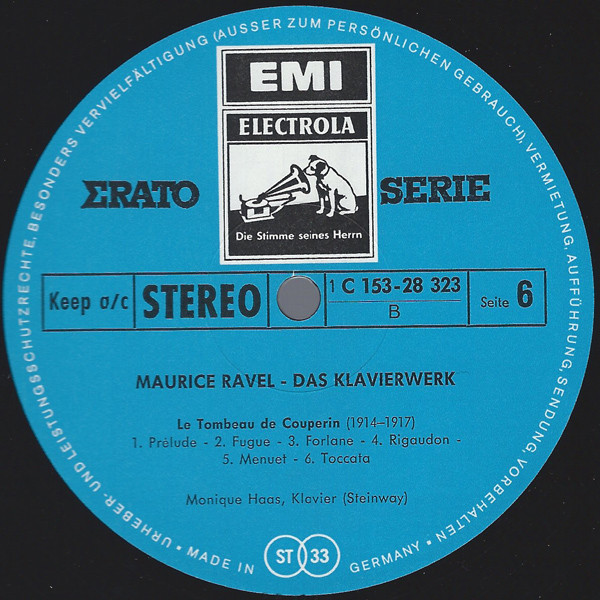 EMI
ELECTROLA
Die Stimme seines Herrn
ΣRATO SERIE
Keep σ/c STEREO 1 C 153-28 323 B Seite 6
MAURICE RAVEL - DAS KLAVIERWERK
Le Tombeau de Couperin (1914-1917)
1. Prélude - 2. Fugue - 3. Forlane - 4. Rigaudon -
5. Menuet - 6. Toccata
Monique Haas, Klavier (Steinway)
URHEBER- UND LEISTUNGSSCHUTZRECHTE, BESONDERS VERVIELFÄLTIGUNG (AUSSER ZUM PERSÖNLICHEN GEBRAUCH), VERMIETUNG, AUFFÜHRUNG, SENDUNG, VORBEHALTEN
• MADE IN ST 33 GERMANY •